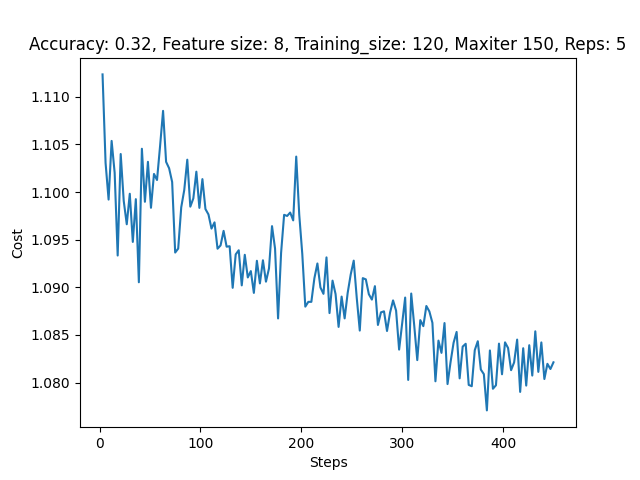 Accuracy: 0.32, Feature size: 8, Training_size: 120, Maxiter 150, Reps: 5
1.110
1.105
1.100
1.095
1.090
1.085
1.080
Cost
0 100 200 300 400
Steps